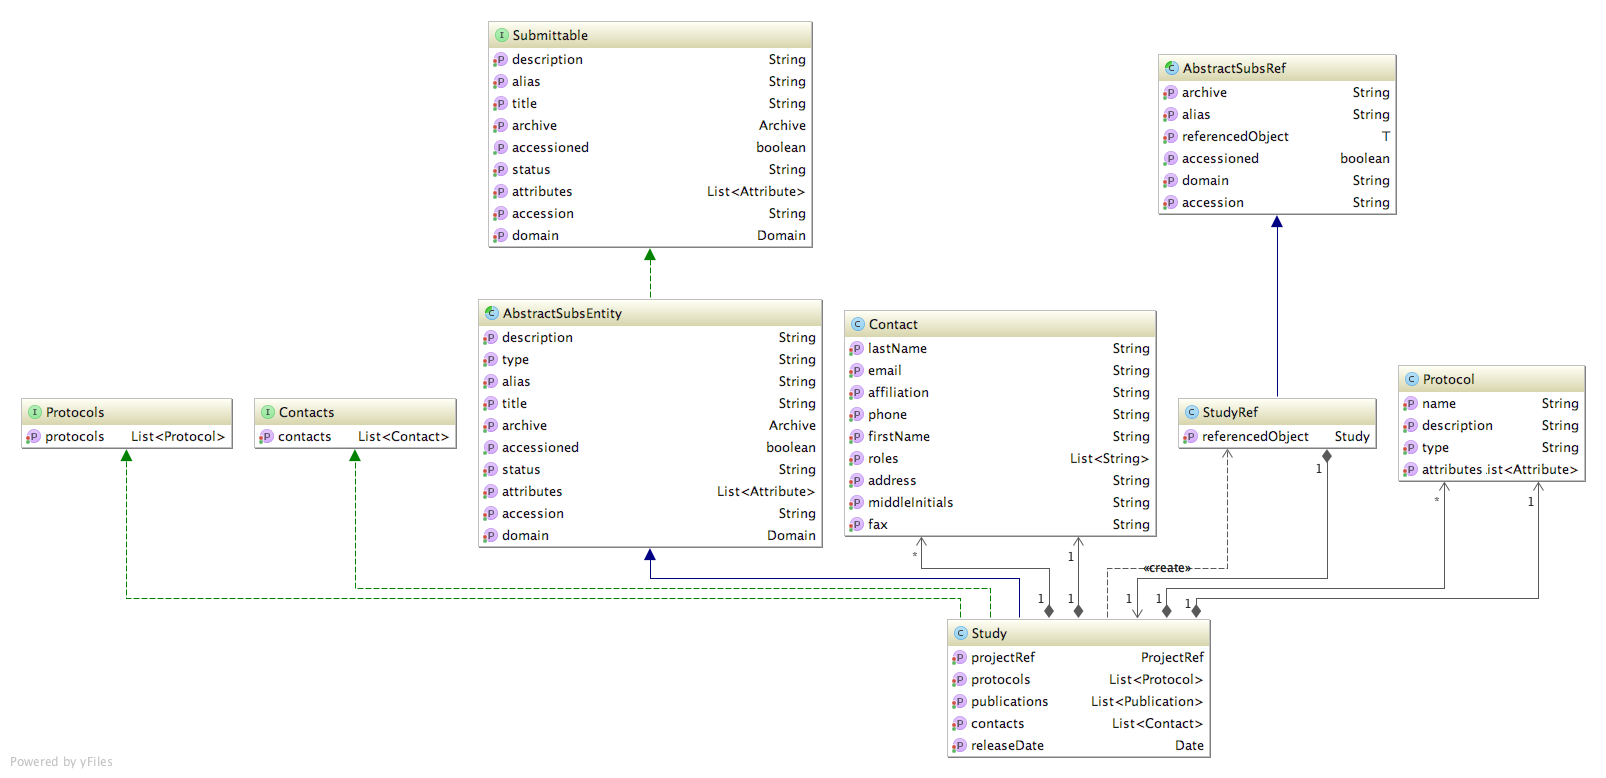 I Submittable
P description String
P alias String
P title String
P archive Archive
P accessioned boolean
P status String
P attributes List<Attribute>
P accession String
P domain Domain
C AbstractSubsRef
P archive String
P alias String
P referencedObject T
P accessioned boolean
P domain String
P accession String
C AbstractSubsEntity
P description String
P type String
P alias String
P title String
P archive Archive
P accessioned boolean
P status String
P attributes List<Attribute>
P accession String
P domain Domain
C Contact
P lastName String
P email String
P affiliation String
P phone String
P firstName String
P roles List<String>
P address String
P middleInitials String
P fax String
C Protocol
P name String
P description String
P type String
P attributes ist<Attribute>
I Protocols
P protocols List<Protocol>
I Contacts
P contacts List<Contact>
C StudyRef
P referencedObject Study
1
* 1
* 1
«create»
1 1 1 1 1
C Study
P projectRef ProjectRef
P protocols List<Protocol>
P publications List<Publication>
P contacts List<Contact>
P releaseDate Date
Powered by yFiles